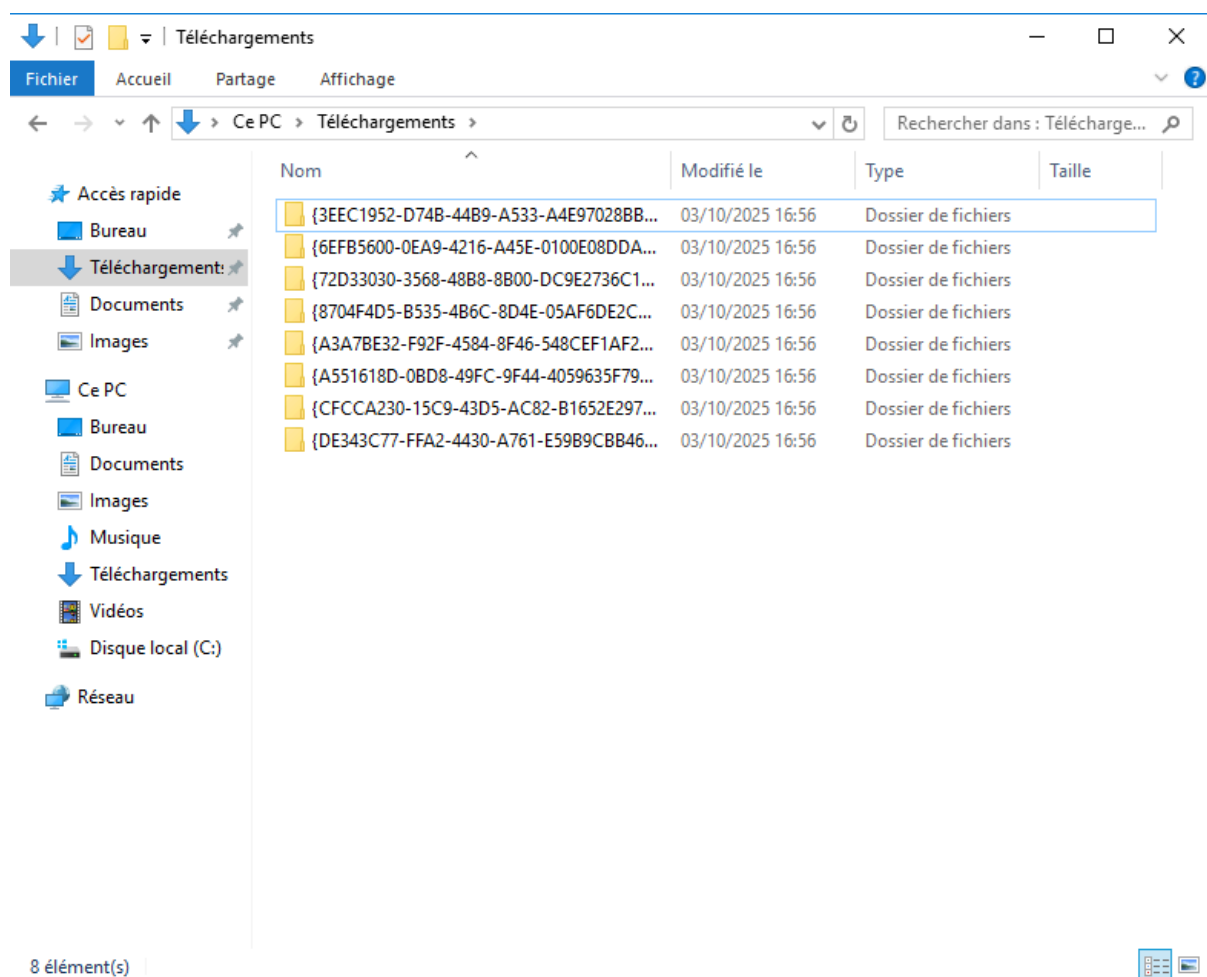 Téléchargements
Fichier Accueil Partage Affichage
Ce PC Téléchargements Rechercher dans : Télécharge...
Nom Modifié le Type Taille
Accès rapide
Bureau
Téléchargements
Documents
Images
Ce PC
Bureau
Documents
Images
Musique
Téléchargements
Vidéos
Disque local (C:)
Réseau
{3EEC1952-D74B-44B9-A533-A4E97028BB... 03/10/2025 16:56 Dossier de fichiers
{6EFB5600-0EA9-4216-A45E-0100E08DDA... 03/10/2025 16:56 Dossier de fichiers
{72D33030-3568-48B8-8B00-DC9E2736C1... 03/10/2025 16:56 Dossier de fichiers
{8704F4D5-B535-4B6C-8D4E-05AF6DE2C... 03/10/2025 16:56 Dossier de fichiers
{A3A7BE32-F92F-4584-8F46-548CEF1AF2... 03/10/2025 16:56 Dossier de fichiers
{A551618D-0BD8-49FC-9F44-4059635F79... 03/10/2025 16:56 Dossier de fichiers
{CFCCA230-15C9-43D5-AC82-B1652E297... 03/10/2025 16:56 Dossier de fichiers
{DE343C77-FFA2-4430-A761-E59B9CBB46... 03/10/2025 16:56 Dossier de fichiers
8 élément(s)